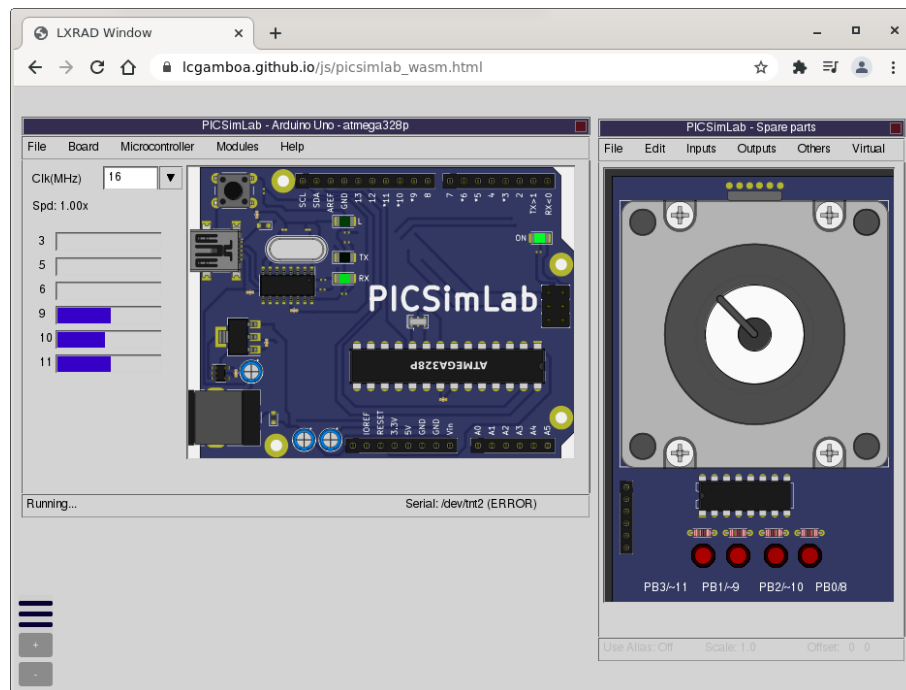 LXRAD Window
lcgamboa.github.io/js/picsimlab_wasm.html
PICSimLab - Arduino Uno - atmega328p
File Board Microcontroller Modules Help
Clk(MHz) 16
Spd: 1.00x
3
5
6
9
10
11
SCL SDA AREF GND 13 12 *11 *10 *9 8 7 *6 *5 4 *3 2 TX>1 RX<0
L
TX
RX
ON
PICSimLab
ATMEGA328P
IOREF RESET 3.3V 5V GND GND Vin A0 A1 A2 A3 A4 A5
Running...
Serial: /dev/tnt2 (ERROR)
+
-
PICSimLab - Spare parts
File Edit Inputs Outputs Others Virtual
PB3/~11 PB1/~9 PB2/~10 PB0/8
Use Alias: Off Scale: 1.0 Offset: 0 0